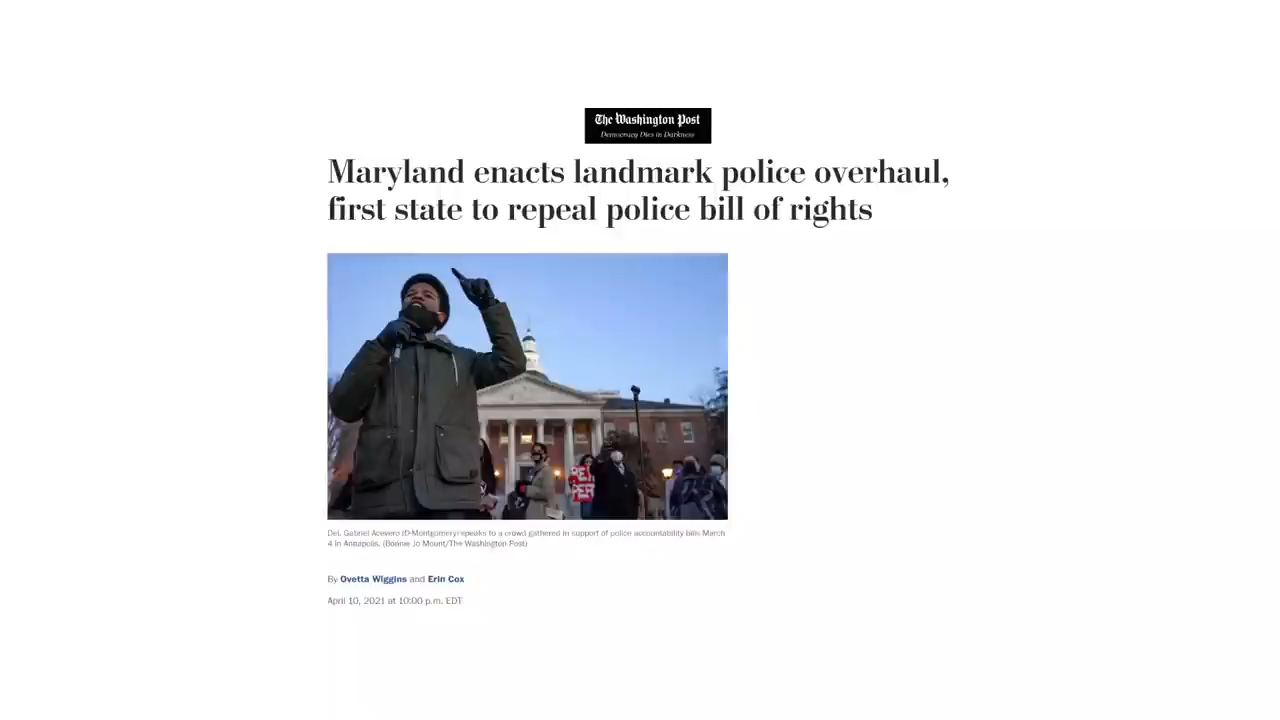 The Washington Post
Democracy Dies in Darkness
Maryland enacts landmark police overhaul,
first state to repeal police bill of rights
Del. Gabriel Acevero (D-Montgomery) speaks to a crowd gathered in support of police accountability bills March
4 in Annapolis. (Bonnie Jo Mount/The Washington Post)
By Ovetta Wiggins and Erin Cox
April 10, 2021 at 10:00 p.m. EDT